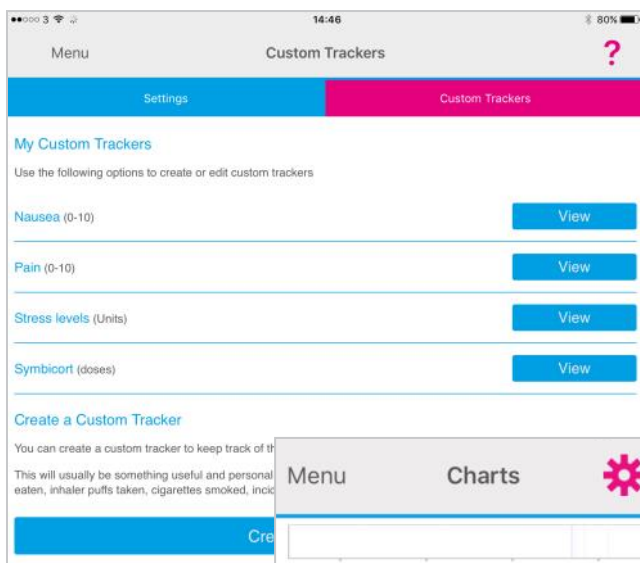 3
14:46
80%
Menu
Custom Trackers
?
Settings
Custom Trackers
My Custom Trackers
Use the following options to create or edit custom trackers
Nausea (0-10)
View
Pain (0-10)
View
Stress levels (Units)
View
Symbicort (doses)
View
Create a Custom Tracker
You can create a custom tracker to keep track of
This will usually be something useful and personal
eaten, inhaler puffs taken, cigarettes smoked,
Menu
Charts